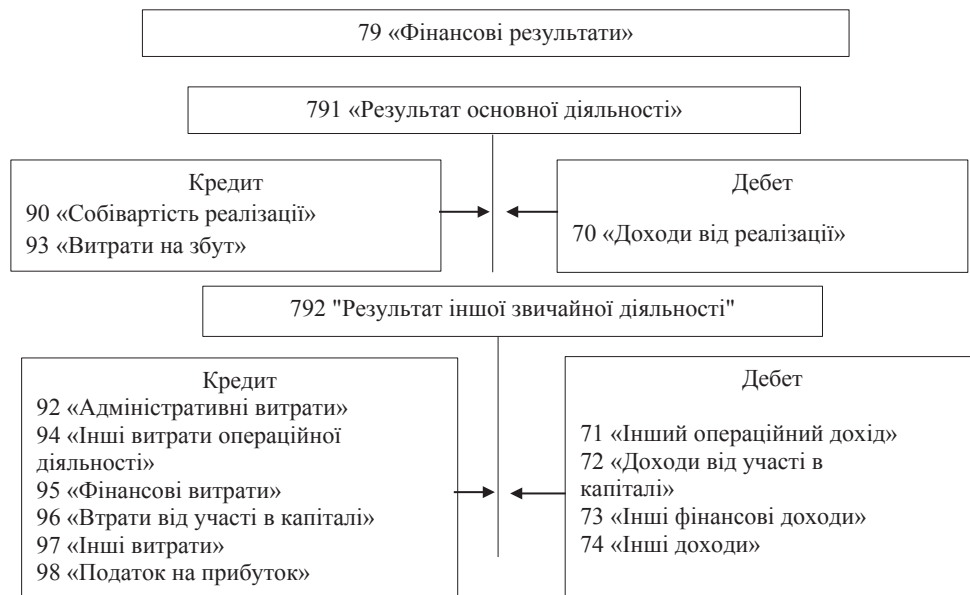 79 «Фінансові результати»
791 «Результат основної діяльності»
Кредит
90 «Собівартість реалізації»
93 «Витрати на збут»
Дебет
70 «Доходи від реалізації»
792 "Результат іншої звичайної діяльності"
Кредит
92 «Адміністративні витрати»
94 «Інші витрати операційної
діяльності»
95 «Фінансові витрати»
96 «Втрати від участі в капіталі»
97 «Інші витрати»
98 «Податок на прибуток»
Дебет
71 «Інший операційний дохід»
72 «Доходи від участі в
капіталі»
73 «Інші фінансові доходи»
74 «Інші доходи»